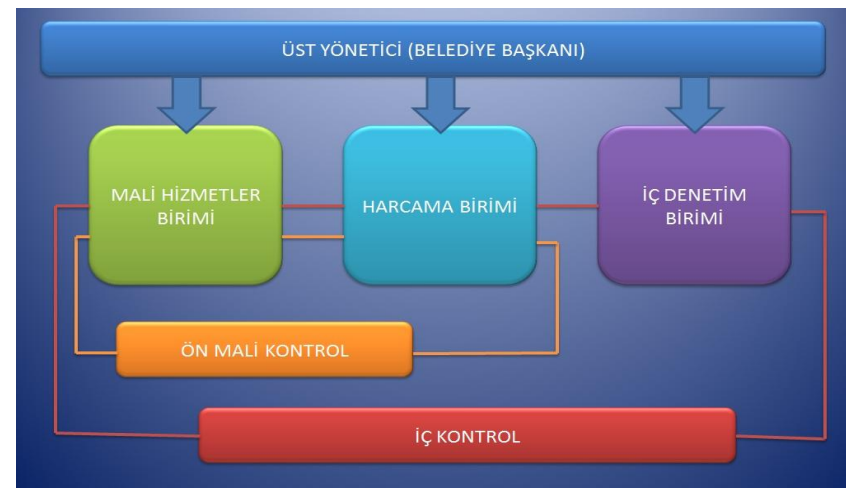 ÜST YÖNETİCİ (BELEDİYE BAŞKANI)
MALİ HİZMETLER
BİRİMİ
HARCAMA BİRİMİ
İÇ DENETİM
BİRİMİ
ÖN MALİ KONTROL
İÇ KONTROL